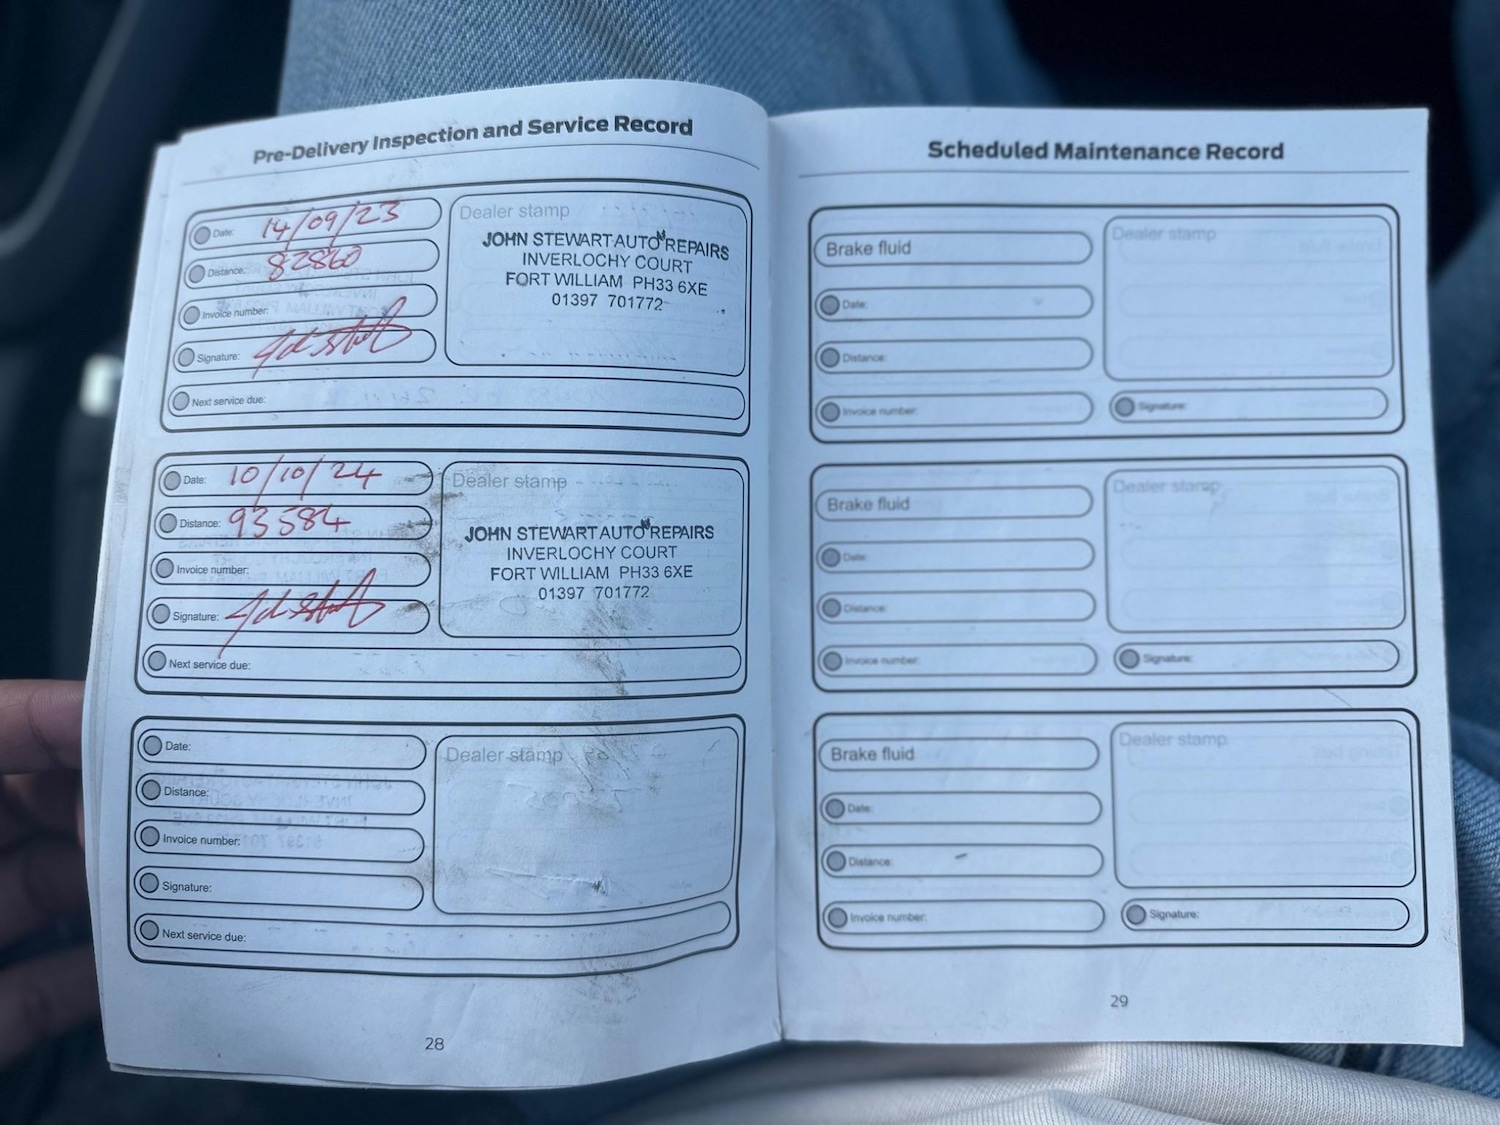 Pre-Delivery Inspection and Service Record
Date: 14/09/23
Distance: 82860
Invoice number:
Signature:
Dealer stamp
JOHN STEWART AUTO REPAIRS
INVERLOCHY COURT
FORT WILLIAM PH33 6XE
01397 701772
Next service due:
Date: 10/10/24
Distance: 93584
Invoice number:
Signature:
Dealer stamp
JOHN STEWART AUTO REPAIRS
INVERLOCHY COURT
FORT WILLIAM PH33 6XE
01397 701772
Next service due:
Date:
Distance:
Invoice number:
Signature:
Dealer stamp
Next service due:
28
Scheduled Maintenance Record
Brake fluid
Date:
Distance:
Invoice number:
Dealer stamp
Signature:
Brake fluid
Date:
Distance:
Invoice number:
Dealer stamp
Signature:
Brake fluid
Date:
Distance:
Invoice number:
Dealer stamp
Signature:
29